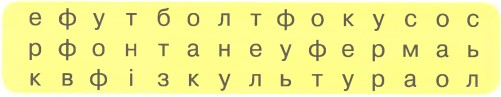 е ф у т б о л т ф о к у с о с
р ф о н т а н е у ф е р м а ь
к в ф і з к у л ь т у р а о л